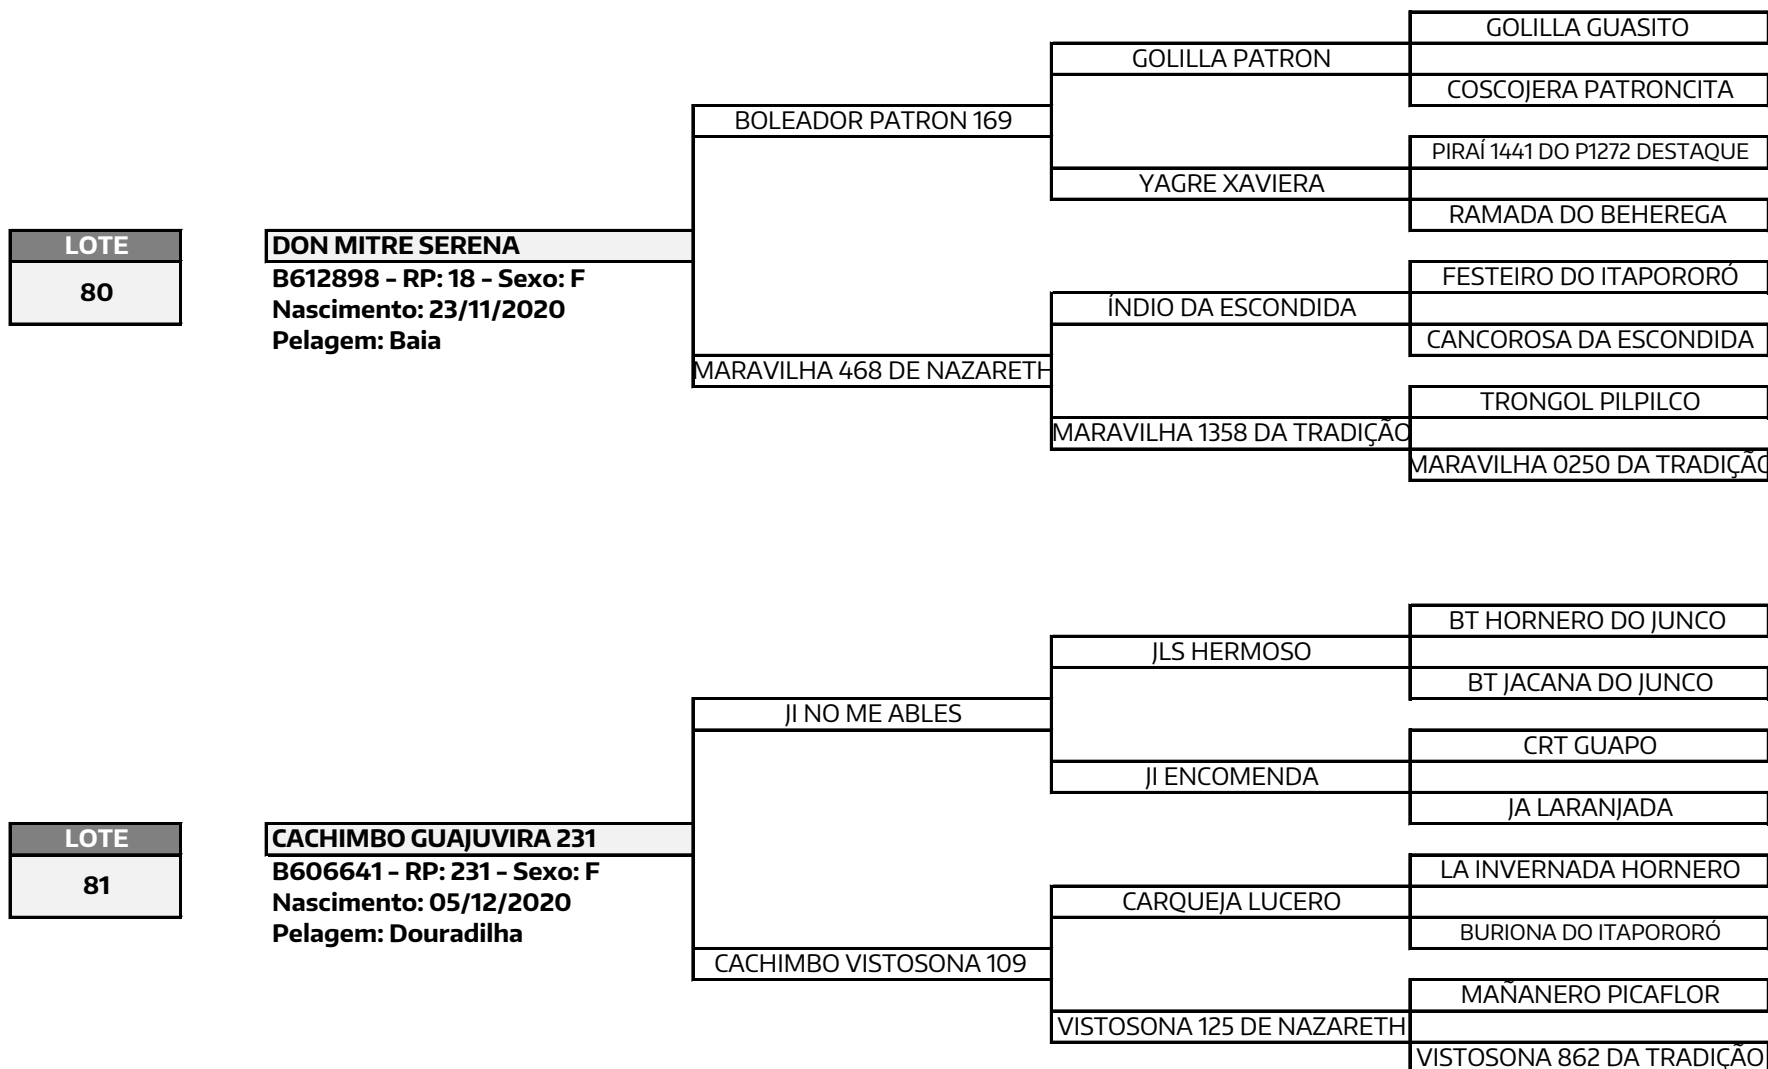 GOLILLA GUASITO
GOLILLA PATRON
COSCOJERA PATRONCITA
BOLEADOR PATRON 169
PIRAÍ 1441 DO P1272 DESTAQUE
YAGRE XAVIERA
RAMADA DO BEHEREGA
LOTE
80
DON MITRE SERENA
B612898 - RP: 18 - Sexo: F
Nascimento: 23/11/2020
Pelagem: Baia
FESTEIRO DO ITAPORORÓ
ÍNDIO DA ESCONDIDA
CANCOROSA DA ESCONDIDA
MARAVILHA 468 DE NAZARETH
TRONGOL PILPILCO
MARAVILHA 1358 DA TRADIÇÃO
MARAVILHA 0250 DA TRADIÇÃO
BT HORNERO DO JUNCO
JLS HERMOSO
BT JACANA DO JUNCO
JI NO ME ABLES
CRT GUAPO
JI ENCOMENDA
JA LARANJADA
LOTE
81
CACHIMBO GUAJUVIRA 231
B606641 - RP: 231 - Sexo: F
Nascimento: 05/12/2020
Pelagem: Douradilha
LA INVERNADA HORNERO
CARQUEJA LUCERO
BURIONA DO ITAPORORÓ
CACHIMBO VISTOSONA 109
MAÑANERO PICAFLOR
VISTOSONA 125 DE NAZARETH
VISTOSONA 862 DA TRADIÇÃO